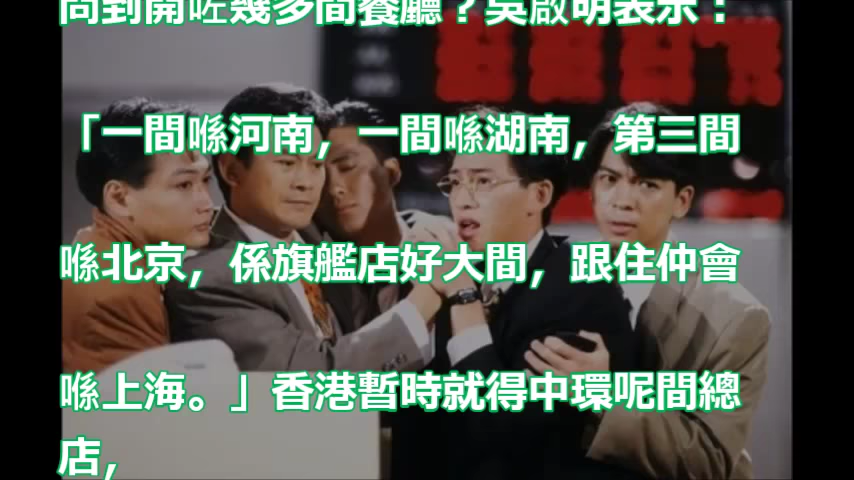 問到開咗幾多間餐廳？吳啟明表示：
「一間喺河南，一間喺湖南，第三間
喺北京，係旗艦店好大間，跟住仲會
喺上海。」香港暫時就得中環呢間總
店，